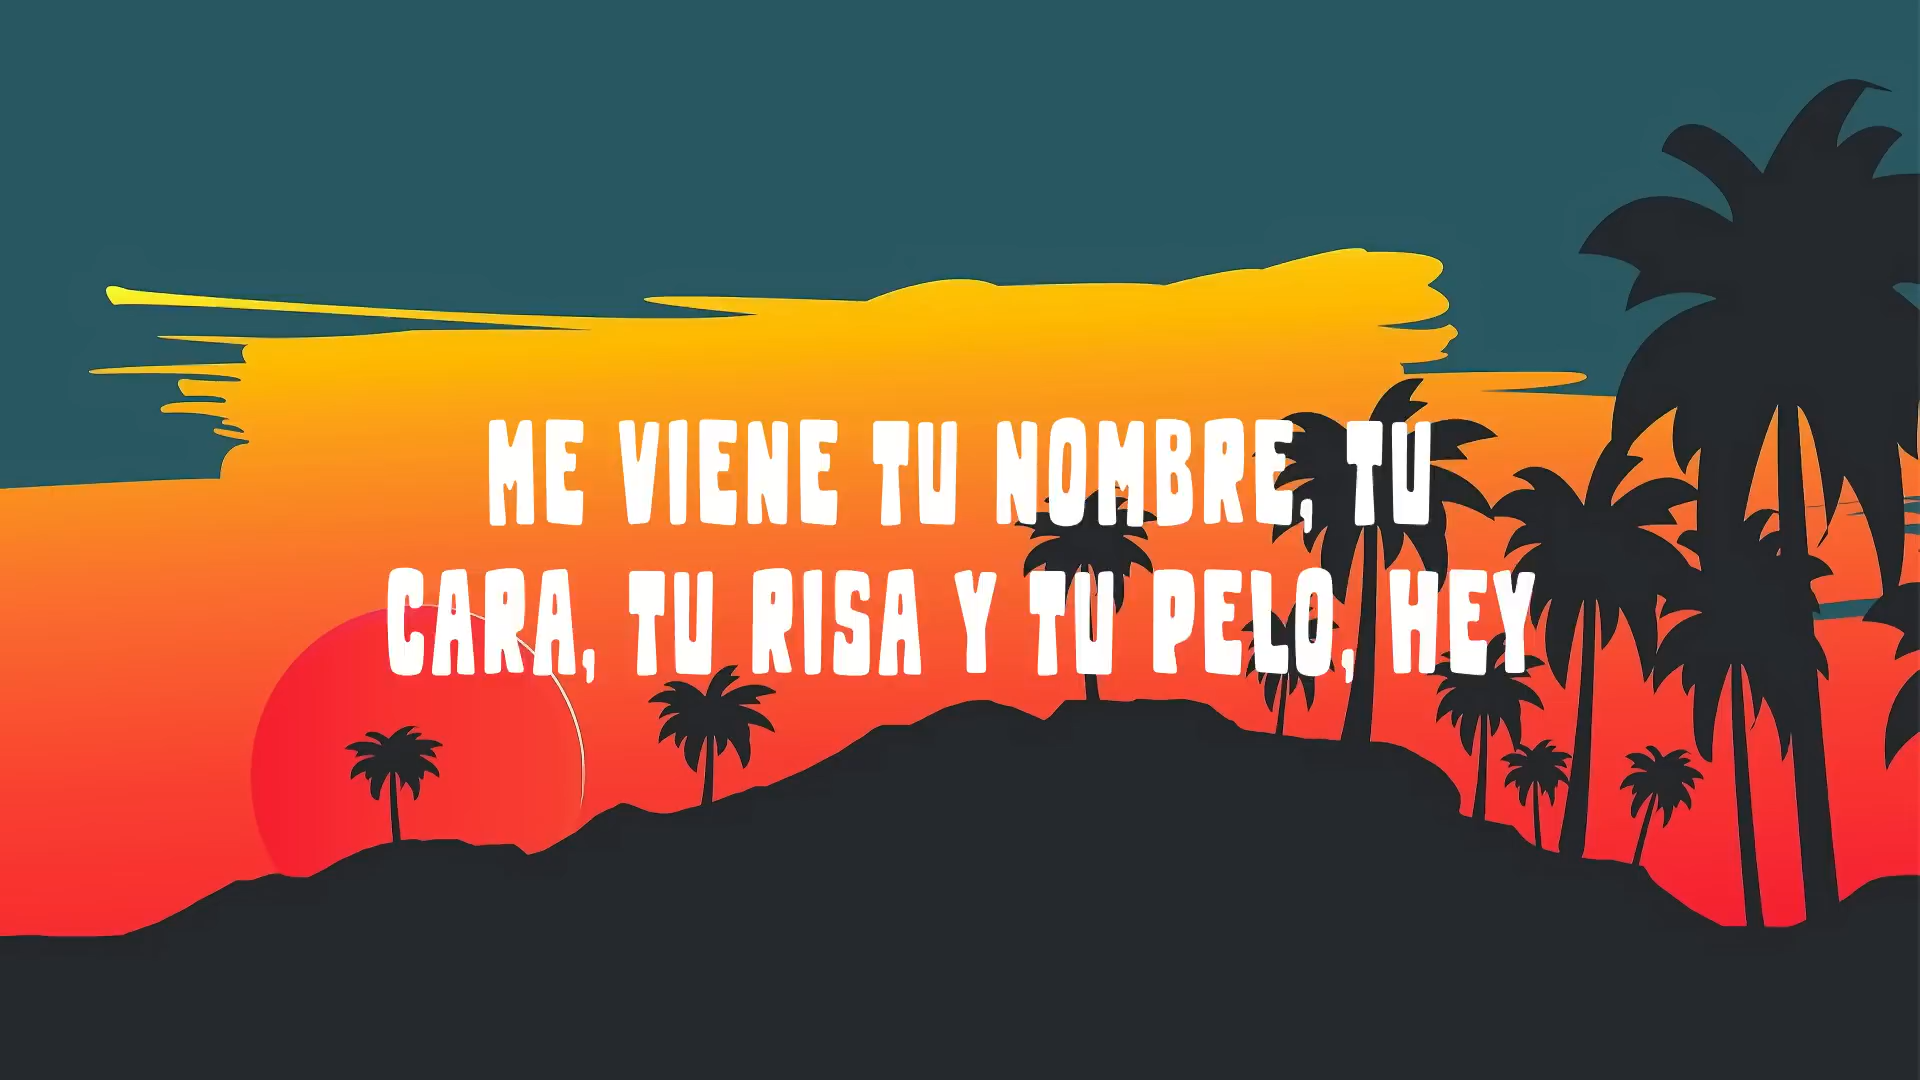 ME VIENE TU NOMBRE, TU
CARA, TU RISA Y TU PELO, HEY